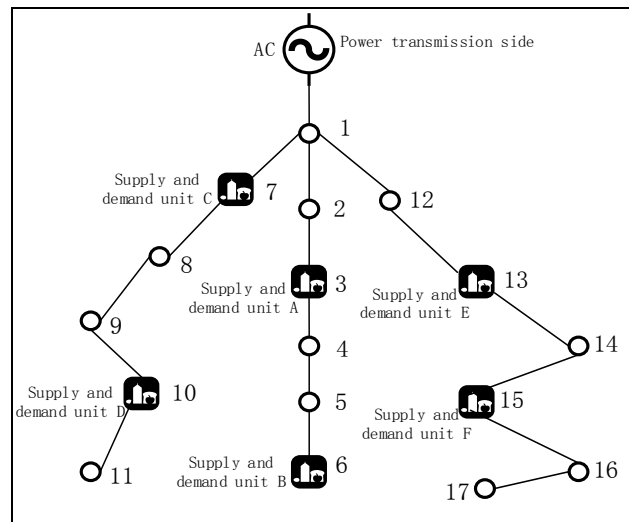 AC
Power transmission side
1
Supply and
demand unit C
7
2
12
8
Supply and
demand unit A
3
Supply and
demand unit E
13
9
4
14
Supply and
demand unit D
10
5
Supply and
demand unit F
15
11
Supply and
demand unit B
6
17
16